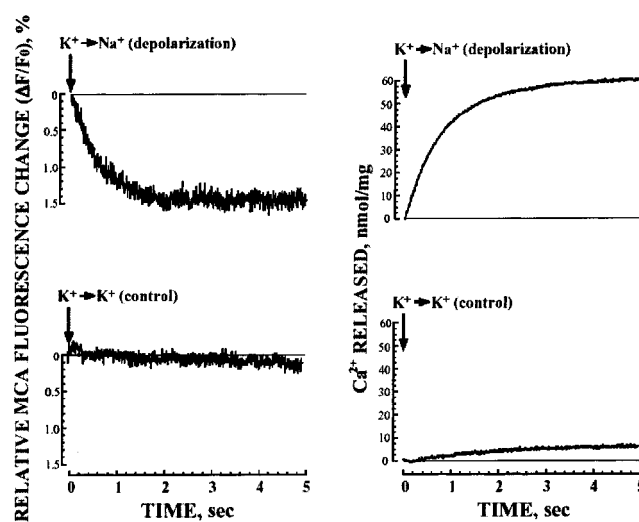 RELATIVE MCA FLUORESCENCE CHANGE (ΔF/F₀), %
K⁺→Na⁺ (depolarization)
0
0.5
1.0
1.5
K⁺→K⁺ (control)
0
0.5
1.0
1.5
0 1 2 3 4 5
TIME, sec
Ca²⁺ RELEASED, nmol/mg
K⁺→Na⁺ (depolarization)
60
50
40
30
20
10
0
K⁺→K⁺ (control)
60
50
40
30
20
10
0
0 1 2 3 4 5
TIME, sec